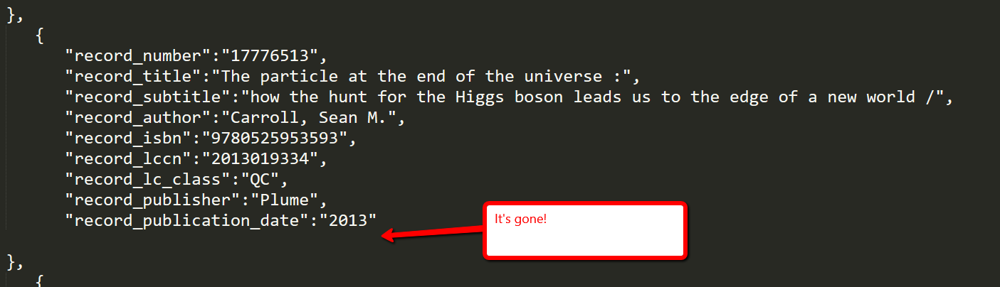 },
{
"record_number":"17776513",
"record_title":"The particle at the end of the universe :",
"record_subtitle":"how the hunt for the Higgs boson leads us to the edge of a new world /",
"record_author":"Carroll, Sean M.",
"record_isbn":"9780525953593",
"record_lccn":"2013019334",
"record_lc_class":"QC",
"record_publisher":"Plume",
"record_publication_date":"2013"
It's gone!
},
{